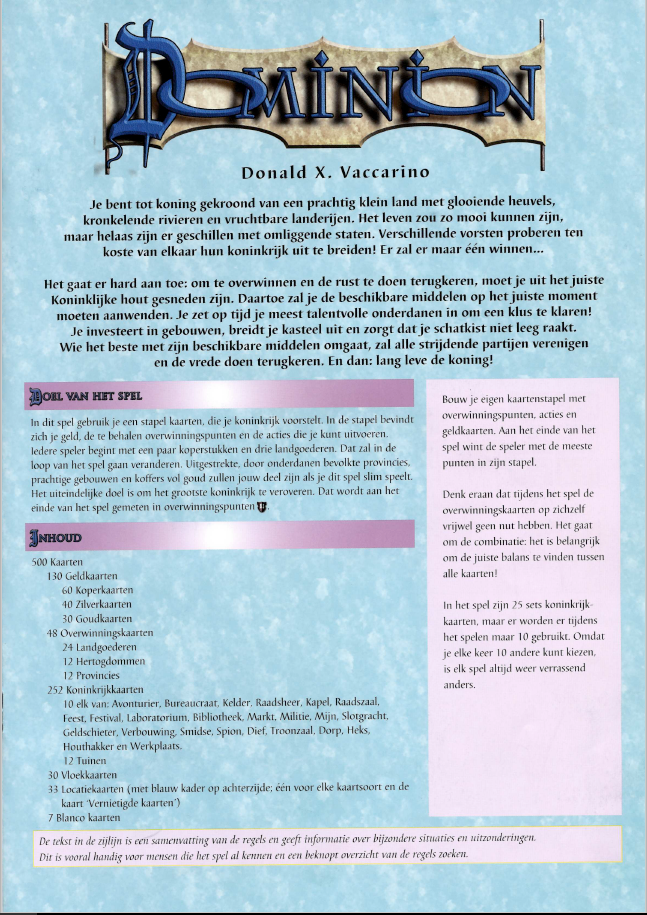 DOMINION
Donald X. Vaccarino
Je bent tot koning gekroond van een prachtig klein land met glooiende heuvels,
kronkelende rivieren en vruchtbare landerijen. Het leven zou zo mooi kunnen zijn,
maar helaas zijn er geschillen met omliggende staten. Verschillende vorsten proberen ten
koste van elkaar hun koninkrijk uit te breiden! Er zal er maar één winnen...
Het gaat er hard aan toe: om te overwinnen en de rust te doen terugkeren, moet je uit het juiste
Koninklijke hout gesneden zijn. Daartoe zal je de beschikbare middelen op het juiste moment
moeten aanwenden. Je zet op tijd je meest talentvolle onderdanen in om een klus te klaren!
Je investeert in gebouwen, breidt je kasteel uit en zorgt dat je schatkist niet leeg raakt.
Wie het beste met zijn beschikbare middelen omgaat, zal alle strijdende partijen verenigen
en de vrede doen terugkeren. En dan: lang leve de koning!
DOEL VAN HET SPEL
In dit spel gebruik je een stapel kaarten, die je koninkrijk voorstelt. In de stapel bevindt
zich je geld, de te behalen overwinningspunten en de acties die je kunt uitvoeren.
Iedere speler begint met een paar koperstukken en drie landgoederen. Dat zal in de
loop van het spel gaan veranderen. Uitgestrekte, door onderdanen bevolkte provincies,
prachtige gebouwen en koffers vol goud zullen jouw deel zijn als je dit spel slim speelt.
Het uiteindelijke doel is om het grootste koninkrijk te veroveren. Dat wordt aan het
einde van het spel gemeten in overwinningspunten.
INHOUD
500 Kaarten
130 Geldkaarten
60 Koperkaarten
40 Zilverkaarten
30 Goudkaarten
48 Overwinningskaarten
24 Landgoederen
12 Hertogdommen
12 Provincies
252 Koninkrijkkaarten
10 elk van: Avonturier, Bureaucraat, Kelder, Raadsheer, Kapel, Raadszaal,
Feest, Festival, Laboratorium, Bibliotheek, Markt, Militie, Mijn, Slotgracht,
Geldschieter, Verbouwing, Smidse, Spion, Dief, Troonzaal, Dorp, Heks,
Houthakker en Werkplaats.
12 Tuinen
30 Vloekkaarten
33 Locatiekaarten (met blauw kader op achterzijde; één voor elke kaartsoort en de
kaart 'Vernietigde kaarten')
7 Blanco kaarten
Bouw je eigen kaartenstapel met
overwinningspunten, acties en
geldkaarten. Aan het einde van het
spel wint de speler met de meeste
punten in zijn stapel.
Denk eraan dat tijdens het spel de
overwinningskaarten op zichzelf
vrijwel geen nut hebben. Het gaat
om de combinatie: het is belangrijk
om de juiste balans te vinden tussen
alle kaarten!
In het spel zijn 25 sets koninkrijk-
kaarten, maar er worden er tijdens
het spelen maar 10 gebruikt. Omdat
je elke keer 10 andere kunt kiezen,
is elk spel altijd weer verrassend
anders.
De tekst in de zijlijn is een samenvatting van de regels en geeft informatie over bijzondere situaties en uitzonderingen.
Dit is vooral handig voor mensen die het spel al kennen en een beknopt overzicht van de regels zoeken.